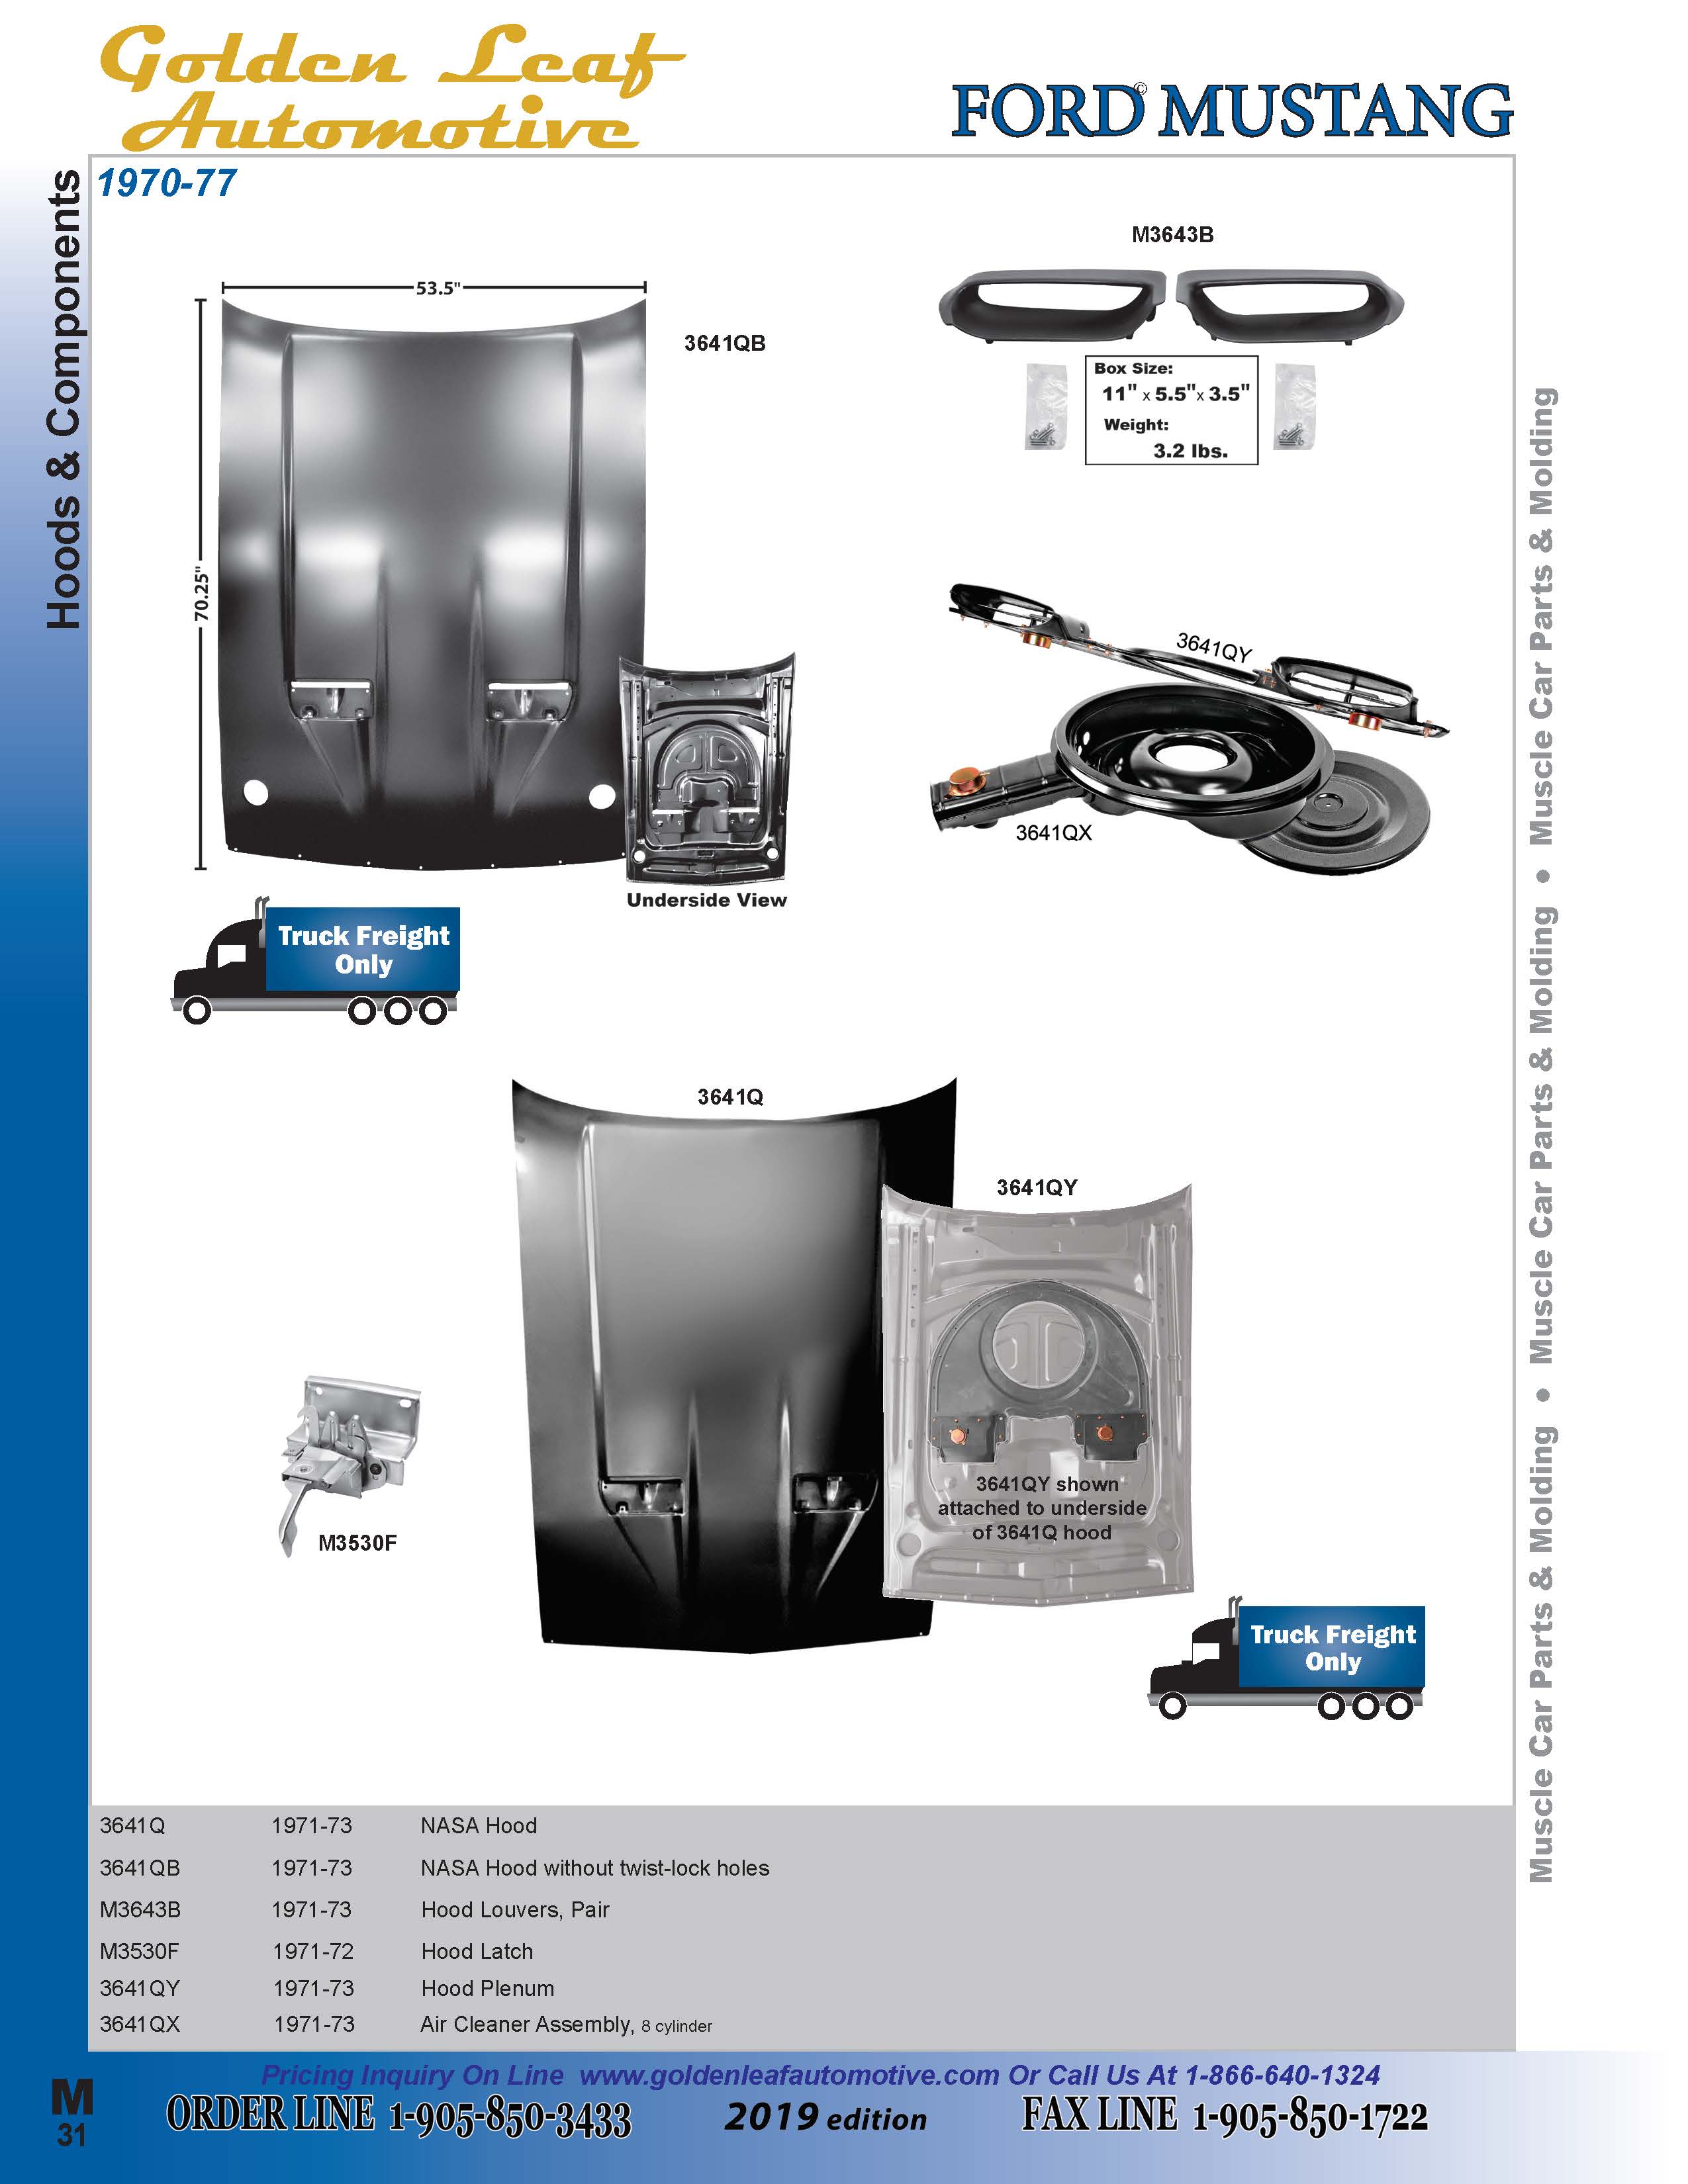 Golden Leaf
Automotive
FORD© MUSTANG
Hoods & Components
1970-77
M3643B
53.5"
3641QB
Box Size:
11" x 5.5" x 3.5"
Weight:
3.2 lbs.
70.25"
3641QY
3641QX
Underside View
Truck Freight
Only
3641Q
3641QY
3641QY shown
attached to underside
of 3641Q hood
M3530F
Truck Freight
Only
Muscle Car Parts & Molding • Muscle Car Parts & Molding • Muscle Car Parts & Molding
3641Q 1971-73 NASA Hood
3641QB 1971-73 NASA Hood without twist-lock holes
M3643B 1971-73 Hood Louvers, Pair
M3530F 1971-72 Hood Latch
3641QY 1971-73 Hood Plenum
3641QX 1971-73 Air Cleaner Assembly, 8 cylinder
Pricing Inquiry On Line www.goldenleafautomotive.com Or Call Us At 1-866-640-1324
M
31
ORDER LINE 1-905-850-3433
2019 edition
FAX LINE 1-905-850-1722